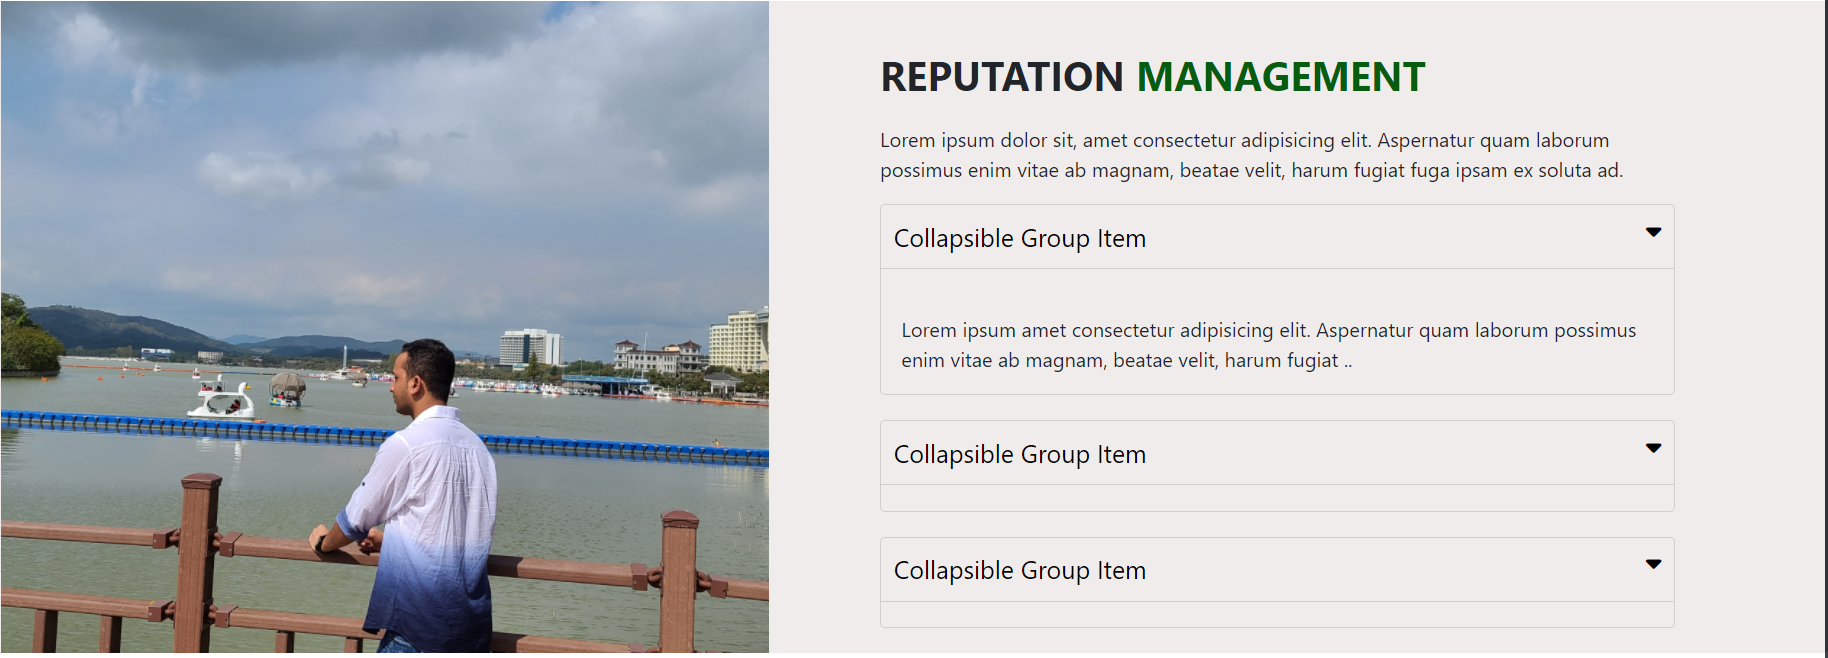 REPUTATION MANAGEMENT
Lorem ipsum dolor sit, amet consectetur adipisicing elit. Aspernatur quam laborum
possimus enim vitae ab magnam, beatae velit, harum fugiat fuga ipsam ex soluta ad.
Collapsible Group Item
Lorem ipsum amet consectetur adipisicing elit. Aspernatur quam laborum possimus
enim vitae ab magnam, beatae velit, harum fugiat ..
Collapsible Group Item
Collapsible Group Item